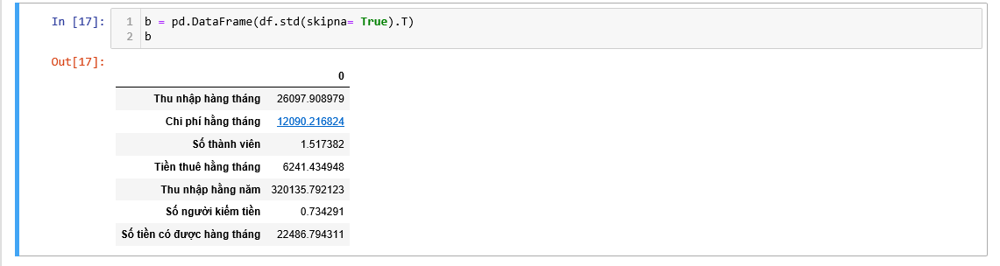 In [17]:
1 b = pd.DataFrame(df.std(skipna= True).T)
2 b
Out[17]:
0
Thu nhập hàng tháng 26097.908979
Chi phí hằng tháng 12090.216824
Số thành viên 1.517382
Tiền thuê hằng tháng 6241.434948
Thu nhập hằng năm 320135.792123
Số người kiếm tiền 0.734291
Số tiền có được hàng tháng 22486.794311